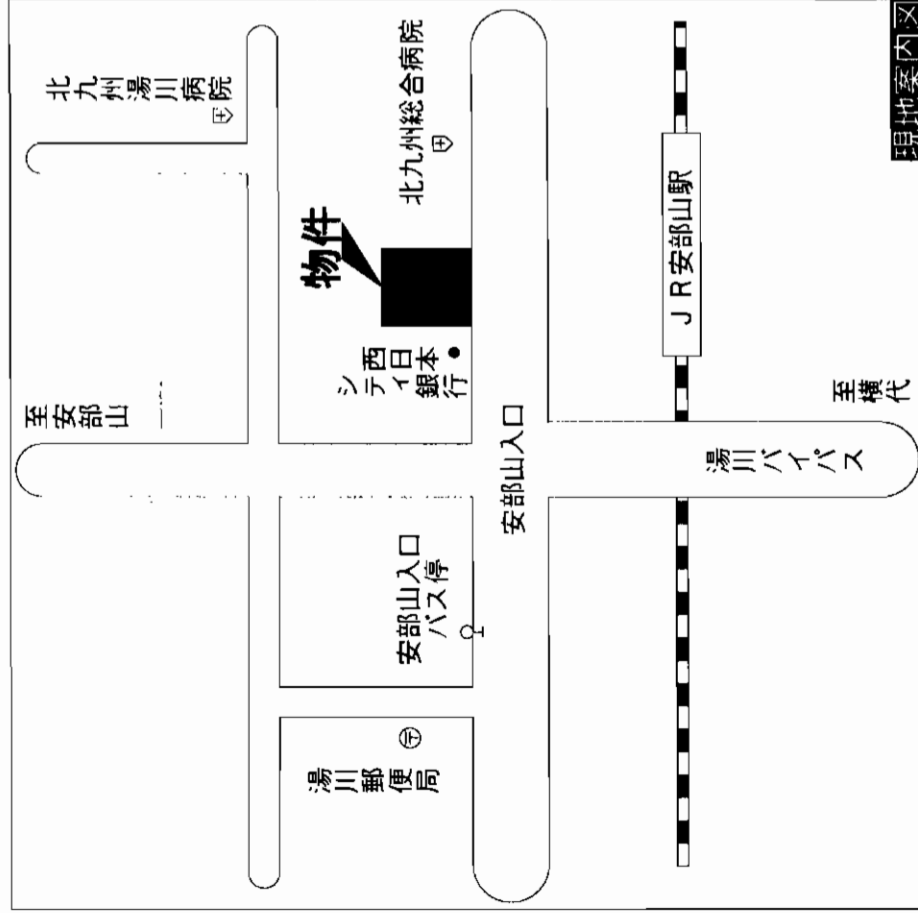 現地案内図
北九州湯川病院
北九州総合病院
物件
JR安部山駅
西日本
シティ銀行
至安部山
安部山入口
至横代
湯川バイパス
安部山入口
バス停
湯川郵便局